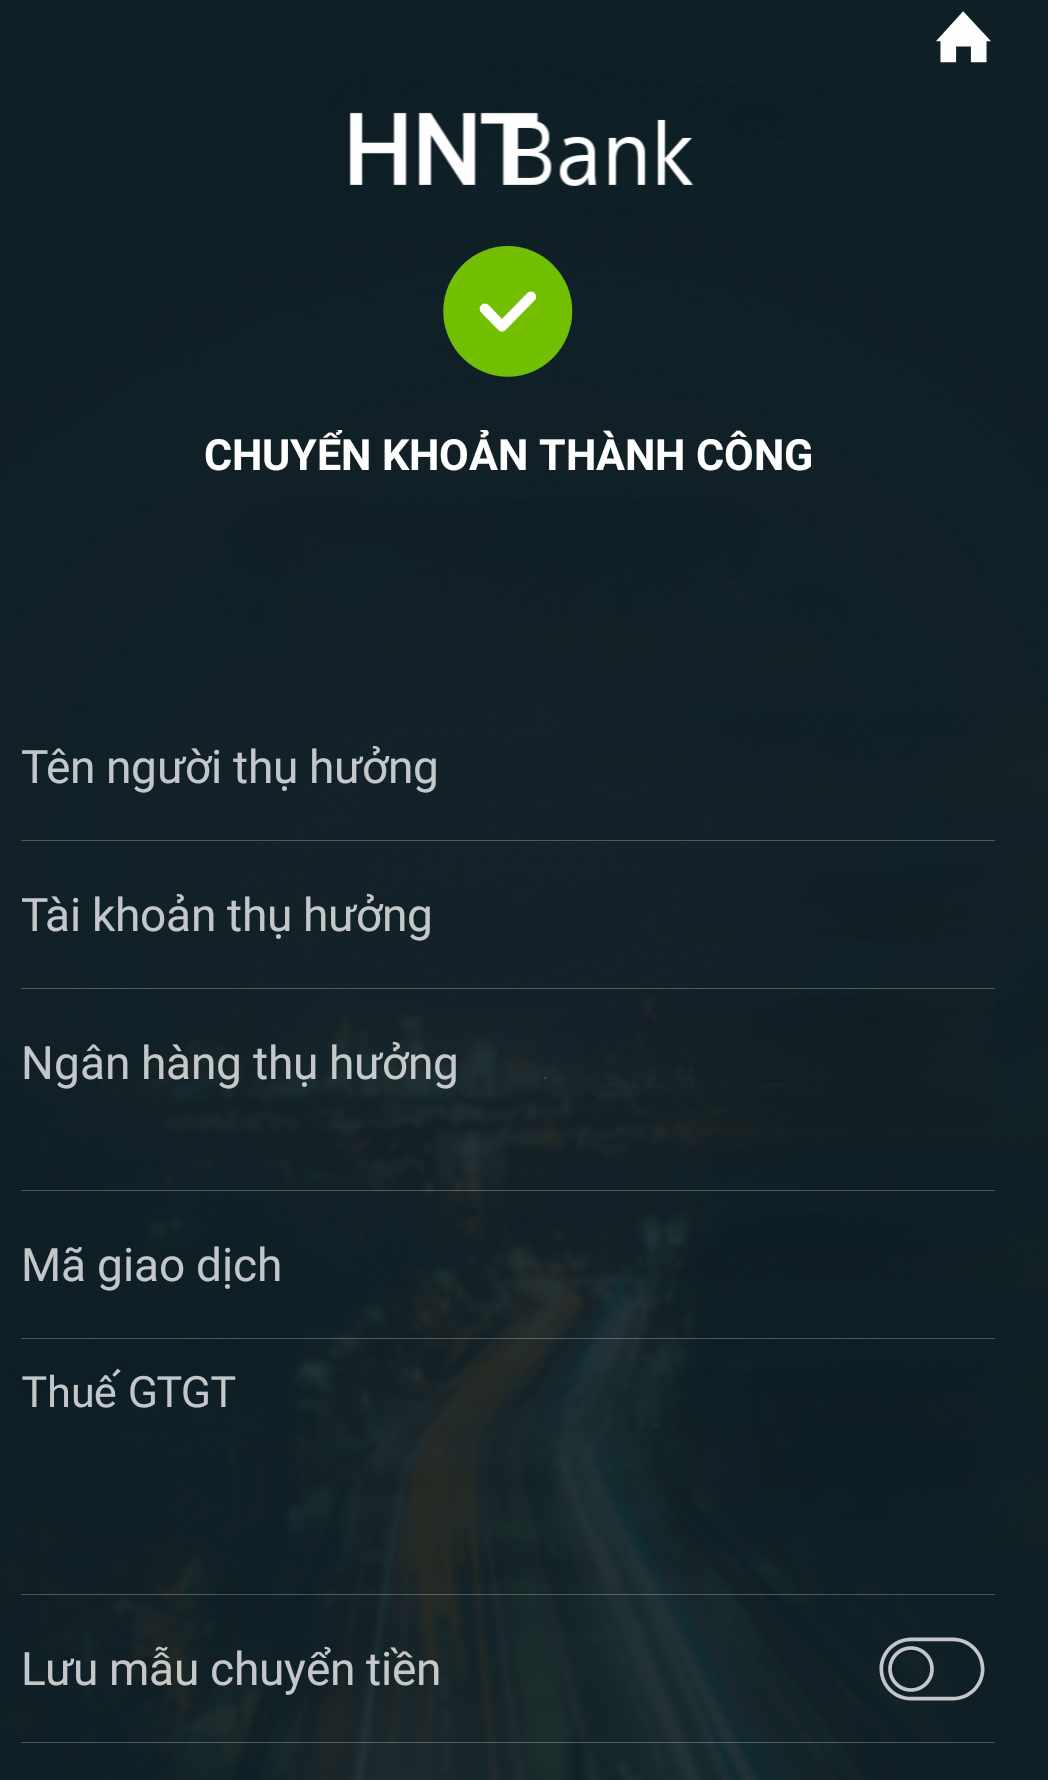 HNTBank
CHUYỂN KHOẢN THÀNH CÔNG
Tên người thụ hưởng
Tài khoản thụ hưởng
Ngân hàng thụ hưởng
Mã giao dịch
Thuế GTGT
Lưu mẫu chuyển tiền